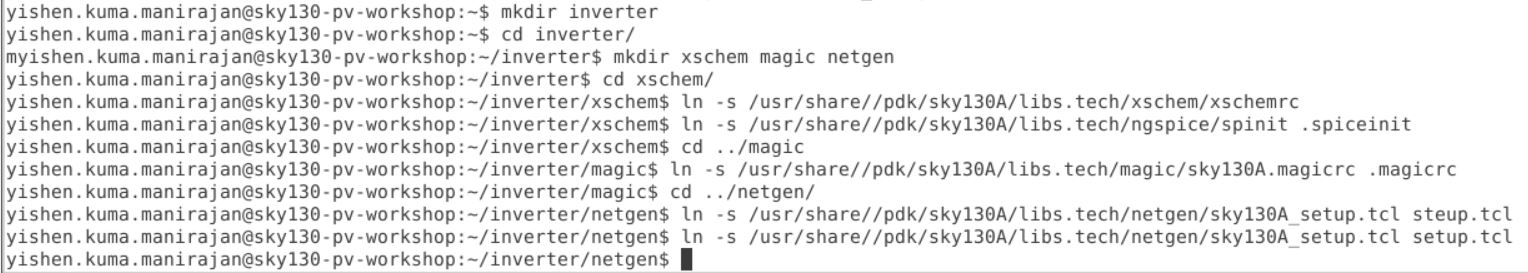 yishen.kuma.manirajan@sky130-pv-workshop:~$ mkdir inverter
yishen.kuma.manirajan@sky130-pv-workshop:~$ cd inverter/
myishen.kuma.manirajan@sky130-pv-workshop:~/inverter$ mkdir xschem magic netgen
yishen.kuma.manirajan@sky130-pv-workshop:~/inverter$ cd xschem/
yishen.kuma.manirajan@sky130-pv-workshop:~/inverter/xschem$ ln -s /usr/share//pdk/sky130A/libs.tech/xschem/xschemrc
yishen.kuma.manirajan@sky130-pv-workshop:~/inverter/xschem$ ln -s /usr/share//pdk/sky130A/libs.tech/ngspice/spinit .spiceinit
yishen.kuma.manirajan@sky130-pv-workshop:~/inverter/xschem$ cd ../magic
yishen.kuma.manirajan@sky130-pv-workshop:~/inverter/magic$ ln -s /usr/share//pdk/sky130A/libs.tech/magic/sky130A.magicrc .magicrc
yishen.kuma.manirajan@sky130-pv-workshop:~/inverter/magic$ cd ../netgen/
yishen.kuma.manirajan@sky130-pv-workshop:~/inverter/netgen$ ln -s /usr/share//pdk/sky130A/libs.tech/netgen/sky130A_setup.tcl steup.tcl
yishen.kuma.manirajan@sky130-pv-workshop:~/inverter/netgen$ ln -s /usr/share//pdk/sky130A/libs.tech/netgen/sky130A_setup.tcl setup.tcl
yishen.kuma.manirajan@sky130-pv-workshop:~/inverter/netgen$